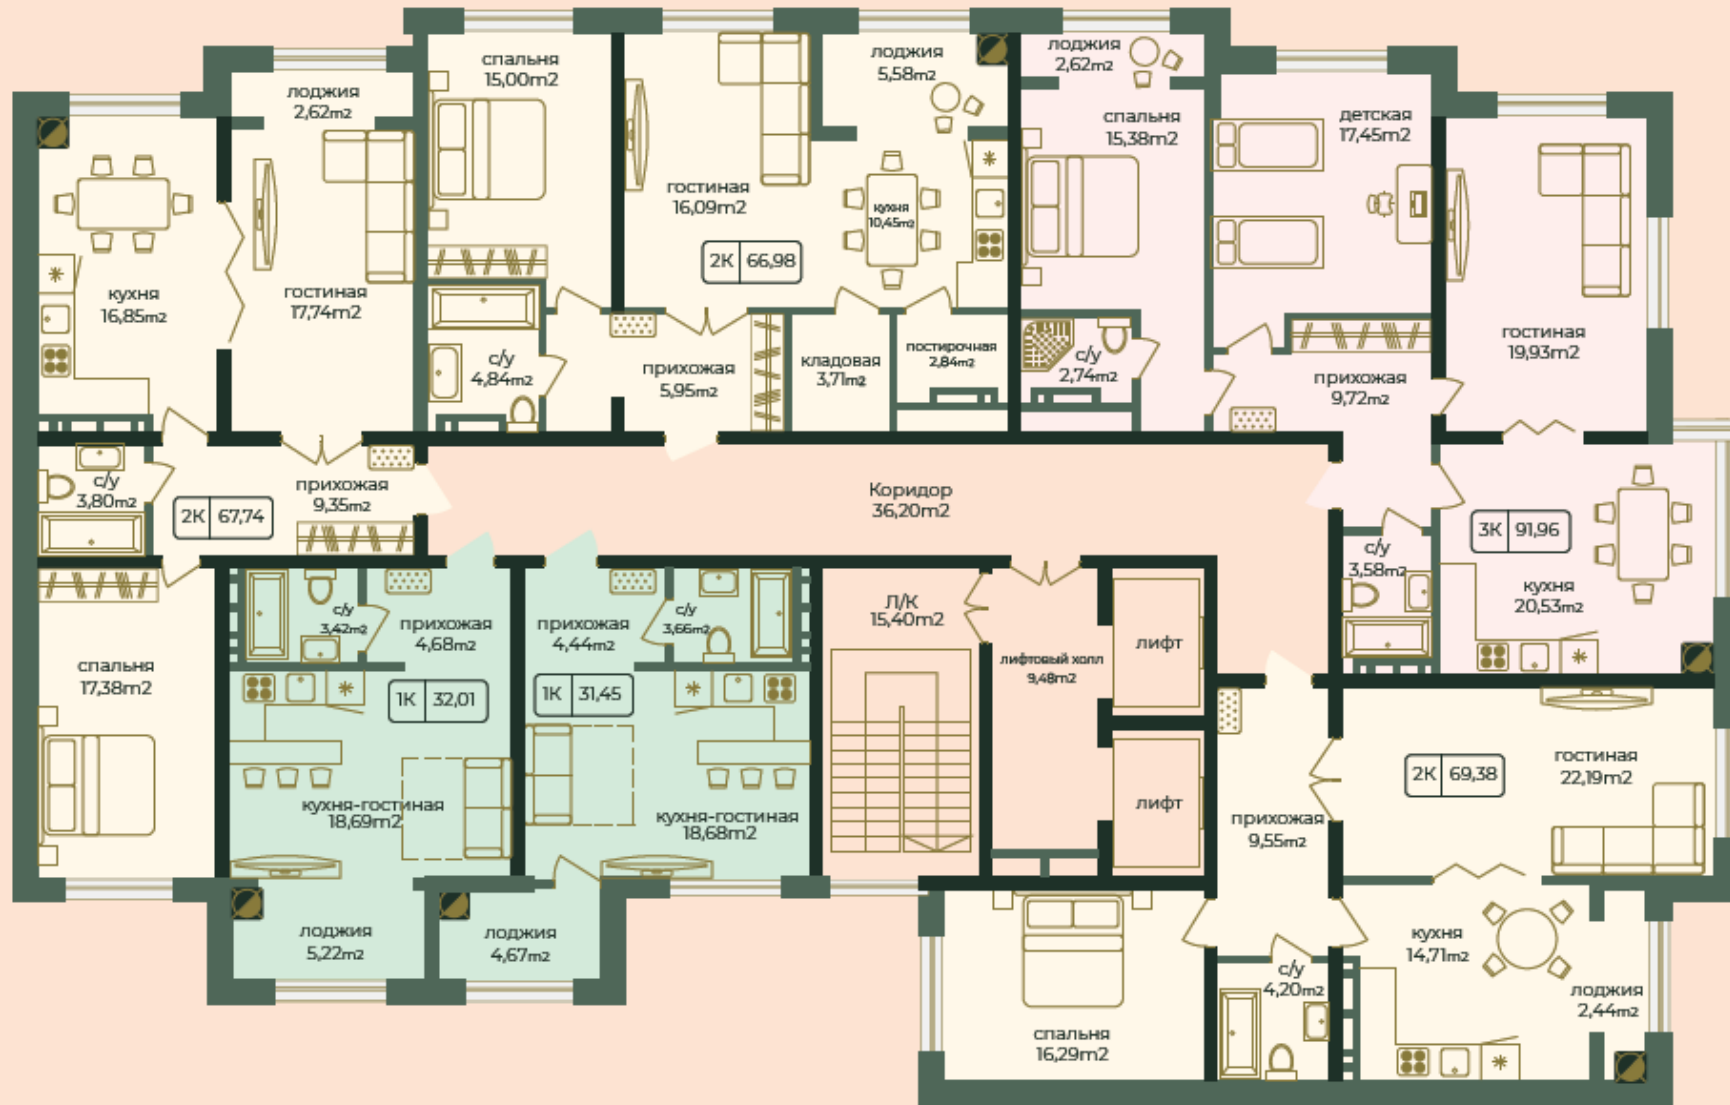 лоджия
2,62m2
кухня
16,85m2
гостиная
17,74m2
спальня
15,00m2
с/у
4,84m2
гостиная
16,09m2
2К 66,98
лоджия
5,58m2
кухня
10,45m2
прихожая
5,95m2
кладовая
3,71m2
постирочная
2,84m2
лоджия
2,62m2
спальня
15,38m2
с/у
2,74m2
детская
17,45m2
прихожая
9,72m2
гостиная
19,93m2
с/у
3,80m2
2К 67,74
прихожая
9,35m2
спальня
17,38m2
Коридор
36,20m2
3К 91,96
с/у
3,58m2
кухня
20,53m2
с/у
3,42m2
прихожая
4,68m2
1К 32,01
кухня-гостиная
18,69m2
лоджия
5,22m2
прихожая
4,44m2
с/у
3,66m2
1К 31,45
кухня-гостиная
18,68m2
лоджия
4,67m2
Л/К
15,40m2
лифтовый холл
9,48m2
лифт
лифт
2К 69,38
гостиная
22,19m2
прихожая
9,55m2
кухня
14,71m2
с/у
4,20m2
лоджия
2,44m2
спальня
16,29m2